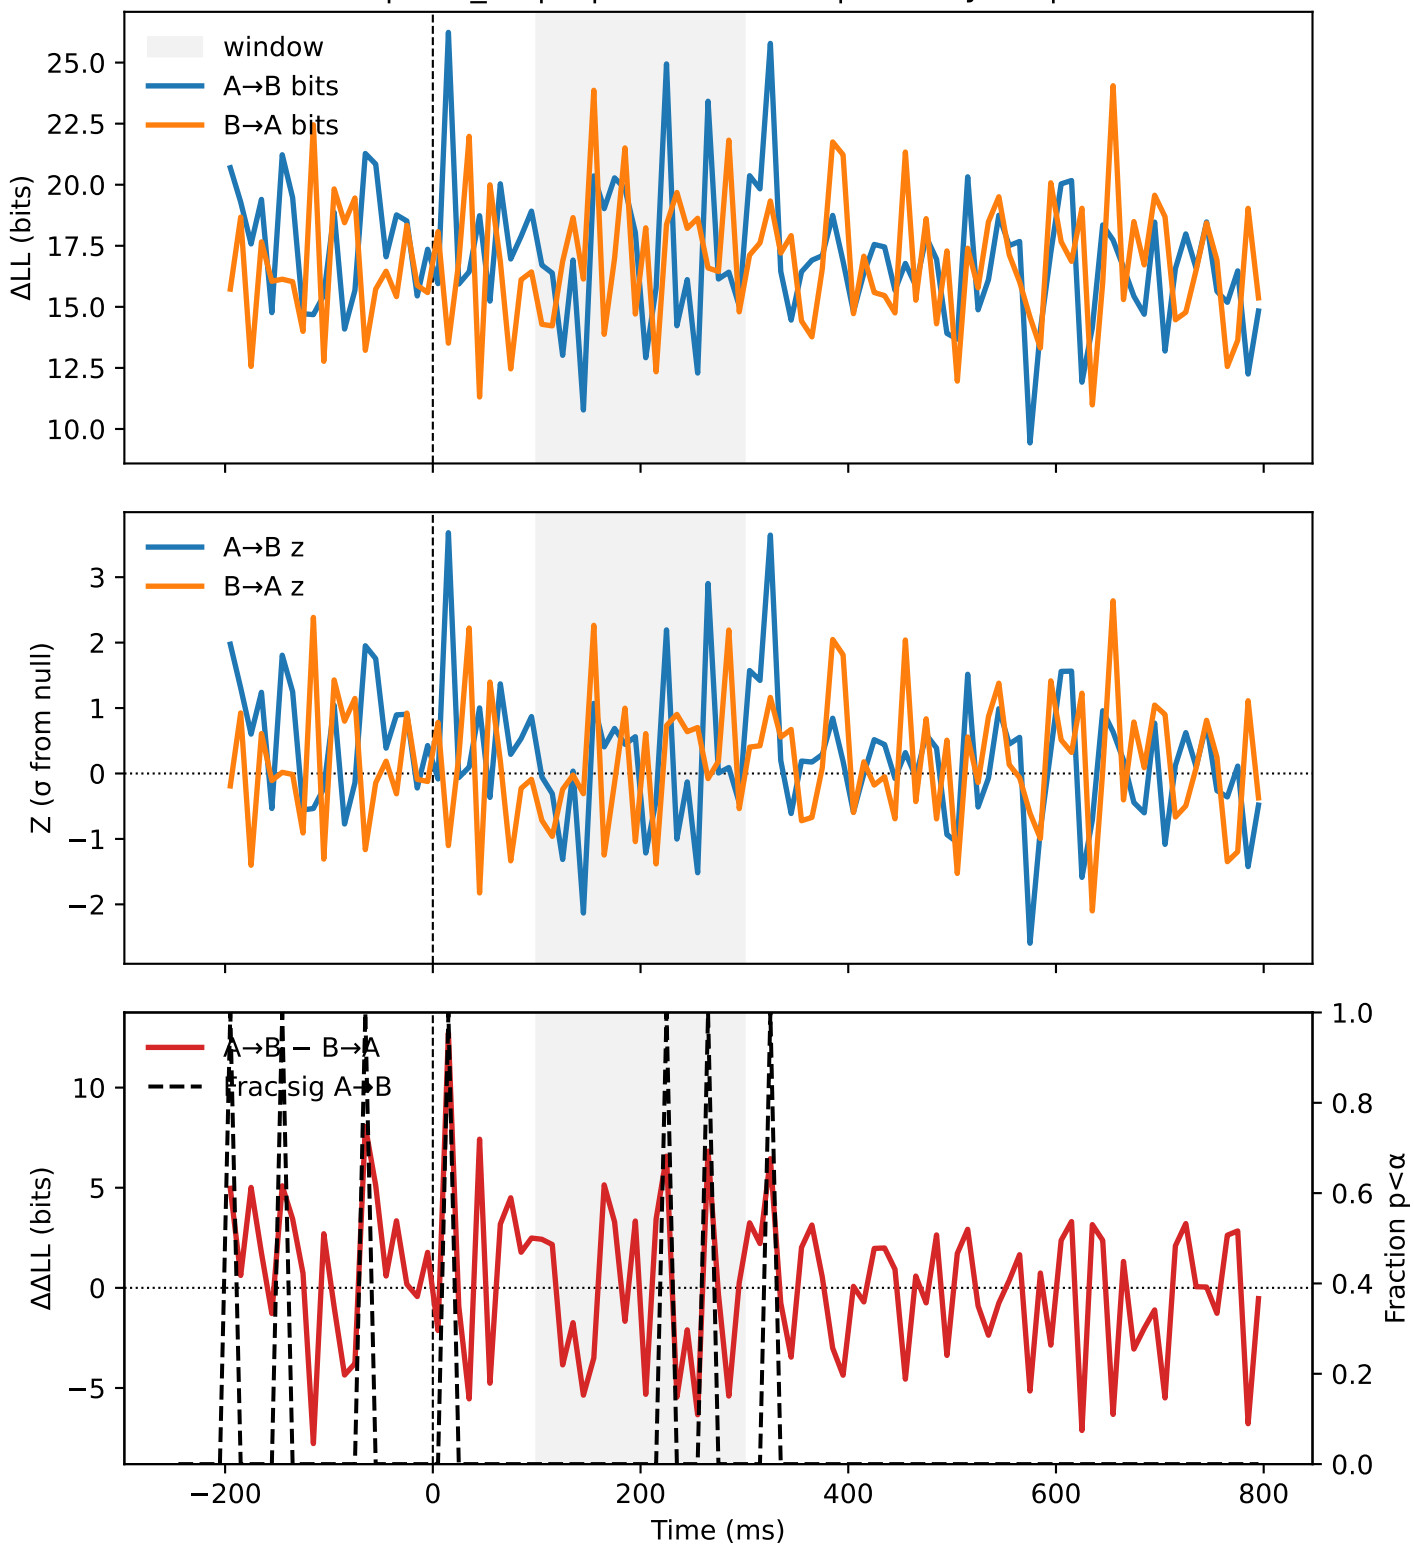 window
A→B bits
B→A bits
25.0
22.5
20.0
17.5
15.0
12.5
10.0
ΔLL (bits)
A→B z
B→A z
3
2
1
0
−1
−2
Z (σ from null)
A→B − B→A
Frac sig A→B
10
5
0
−5
ΔΔLL (bits)
1.0
0.8
0.6
0.4
0.2
0.0
Fraction p<α
−200 0 200 400 600 800
Time (ms)